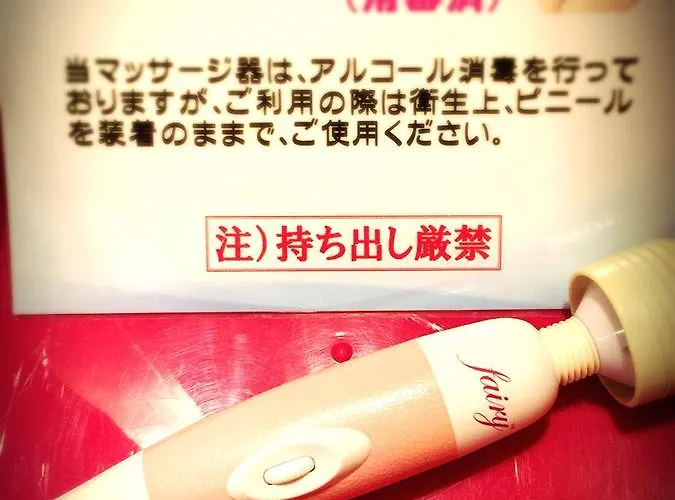 (消毒済)
当マッサージ器は、アルコール消毒を行って
おりますが、ご利用の際は衛生上、ビニール
を装着のままで、ご使用ください。
注)持ち出し厳禁
fairy